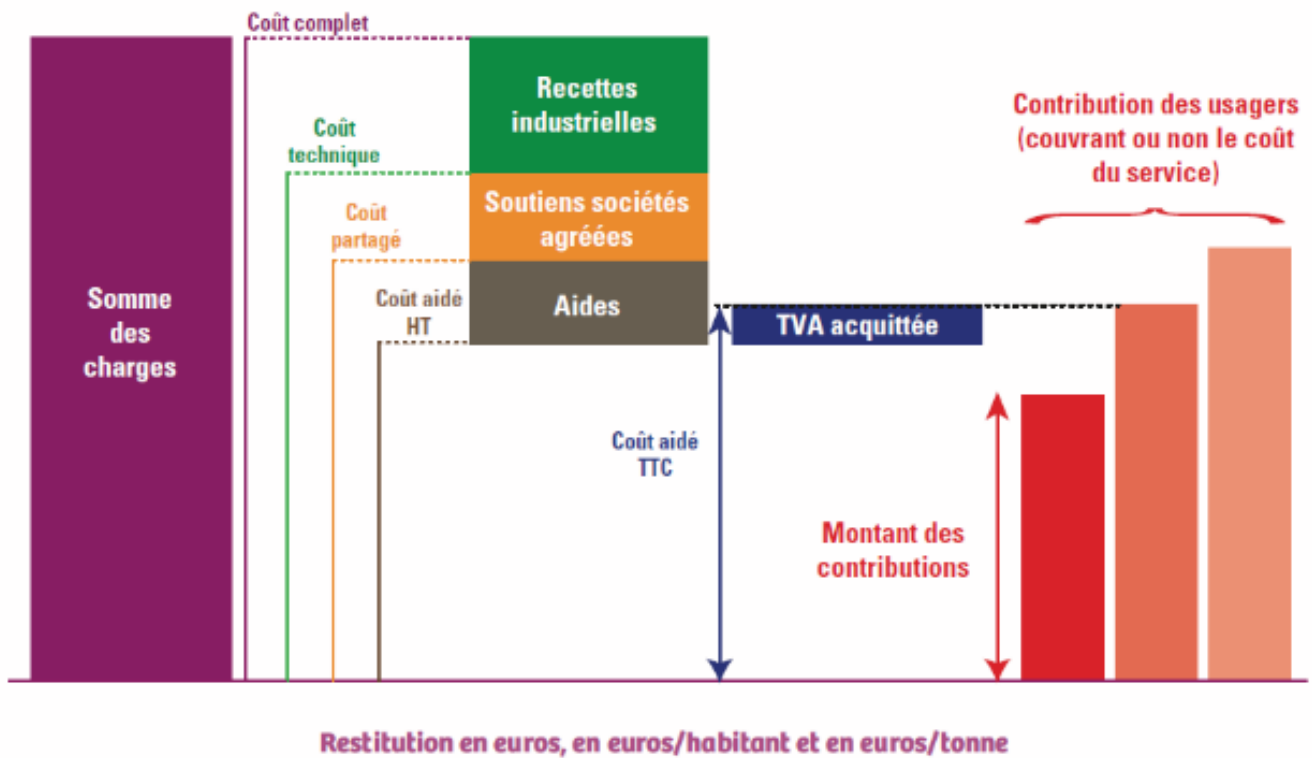 Coût complet
Recettes
industrielles
Coût
technique
Contribution des usagers
(couvrant ou non le coût
du service)
Soutiens sociétés
agréées
Coût
partagé
Somme
des
charges
Coût aidé
HT
Aides
TVA acquittée
Coût aidé
TTC
Montant des
contributions
Restitution en euros, en euros/habitant et en euros/tonne